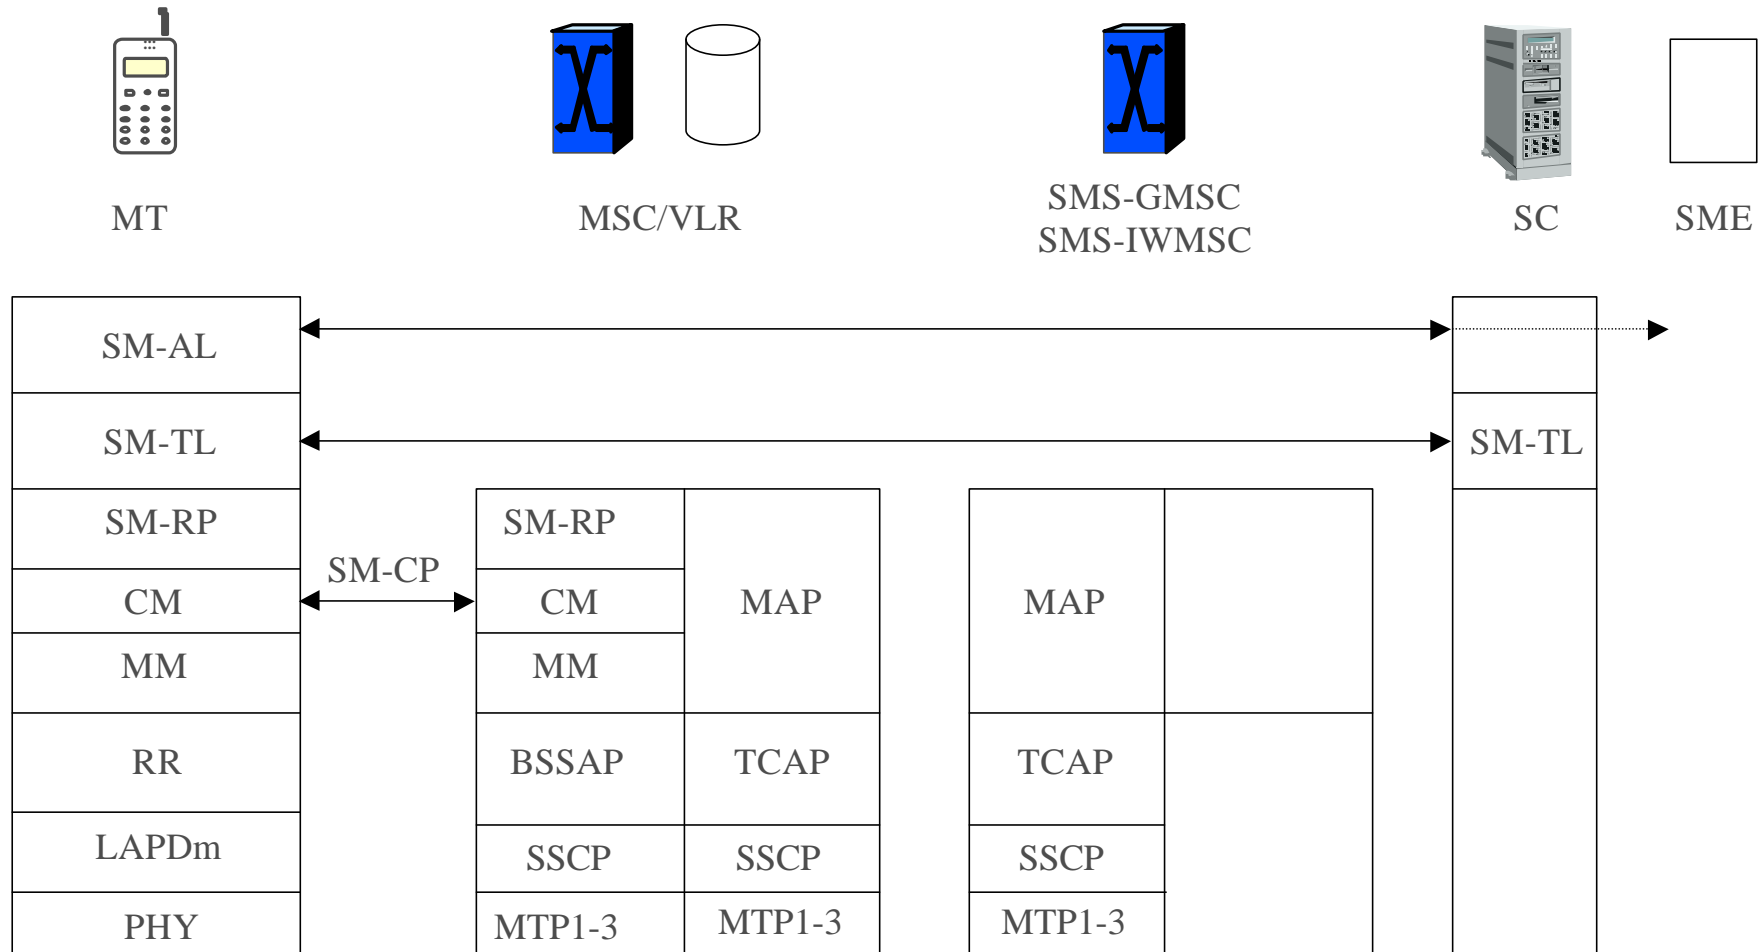 MT
MSC/VLR
SMS-GMSC
SMS-IWMSC
SC
SME
SM-AL
SM-TL
SM-TL
SM-RP
SM-RP
SM-CP
CM
CM
MAP
MAP
MM
MM
RR
BSSAP
TCAP
TCAP
LAPDm
SSCP
SSCP
SSCP
PHY
MTP1-3
MTP1-3
MTP1-3